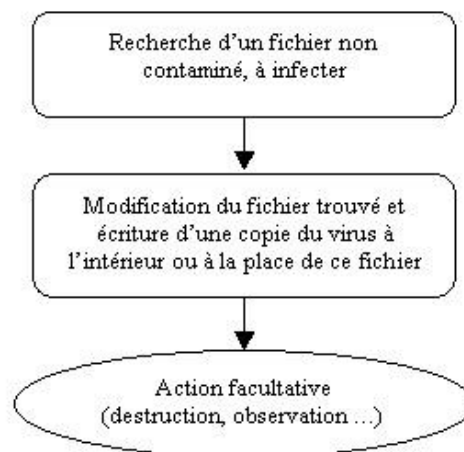 Recherche d'un fichier non
contaminé, à infecter
Modification du fichier trouvé et
écriture d'une copie du virus à
l'intérieur ou à la place de ce fichier
Action facultative
(destruction, observation ...)